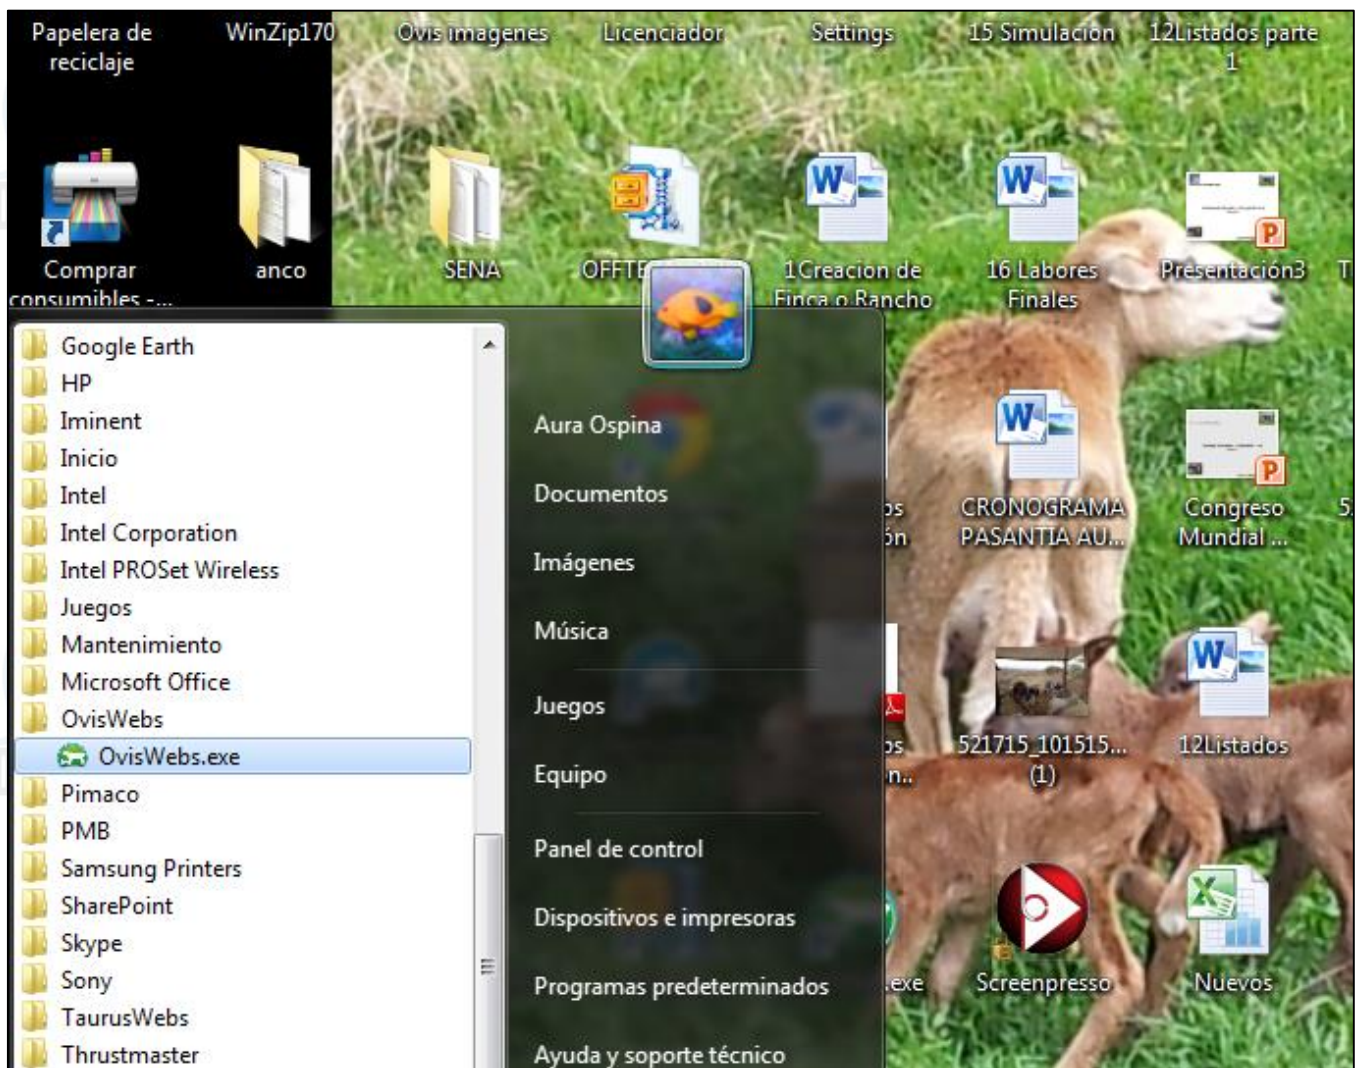 Papelera de
reciclaje
WinZip170
Ovis imagenes
Licenciador
Settings
15 Simulación
12Listados parte
1
Comprar
consumibles -...
anco
SENA
1Creacion de
Finca o Rancho
16 Labores
Finales
Presentación3
Google Earth
HP
Iminent
Inicio
Intel
Intel Corporation
Intel PROSet Wireless
Juegos
Mantenimiento
Microsoft Office
OvisWebs
OvisWebs.exe
Pimaco
PMB
Samsung Printers
SharePoint
Skype
Sony
TaurusWebs
Thrustmaster
Aura Ospina
Documentos
Imágenes
Música
Juegos
Equipo
Panel de control
Dispositivos e impresoras
Programas predeterminados
Ayuda y soporte técnico
CRONOGRAMA
PASANTIA AU...
Congreso
Mundial ...
521715_101515...
(1)
12Listados
.exe
Screenpresso
Nuevos